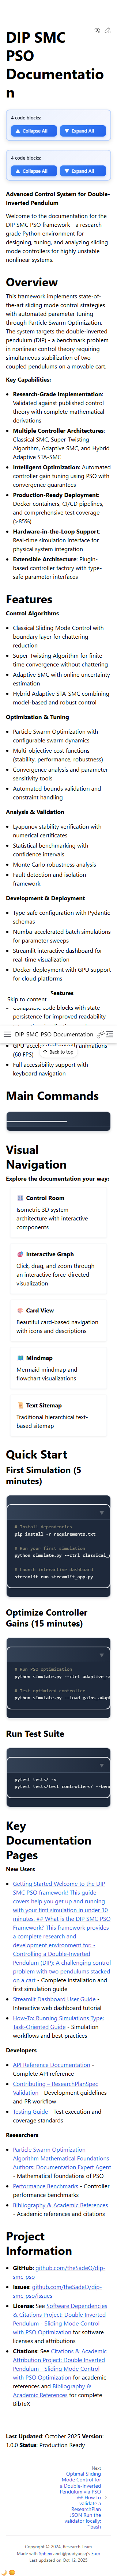 DIP SMC
PSO
Documentatio
n
4 code blocks:
▲ Collapse All
▼ Expand All
4 code blocks:
▲ Collapse All
▼ Expand All
Advanced Control System for Double-
Inverted Pendulum
Welcome to the documentation for the
DIP SMC PSO framework - a research-
grade Python environment for
designing, tuning, and analyzing sliding
mode controllers for highly unstable
nonlinear systems.
Overview
This framework implements state-of-
the-art sliding mode control strategies
with automated parameter tuning
through Particle Swarm Optimization.
The system targets the double-inverted
pendulum (DIP) - a benchmark problem
in nonlinear control theory requiring
simultaneous stabilization of two
coupled pendulums on a movable cart.
Key Capabilities:
Research-Grade Implementation:
Validated against published control
theory with complete mathematical
derivations
Multiple Controller Architectures:
Classical SMC, Super-Twisting
Algorithm, Adaptive SMC, and Hybrid
Adaptive STA-SMC
Intelligent Optimization: Automated
controller gain tuning using PSO with
convergence guarantees
Production-Ready Deployment:
Docker containers, CI/CD pipelines,
and comprehensive test coverage
(>85%)
Hardware-in-the-Loop Support:
Real-time simulation interface for
physical system integration
Extensible Architecture: Plugin-
based controller factory with type-
safe parameter interfaces
Features
Control Algorithms
Classical Sliding Mode Control with
boundary layer for chattering
reduction
Super-Twisting Algorithm for finite-
time convergence without chattering
Adaptive SMC with online uncertainty
estimation
Hybrid Adaptive STA-SMC combining
model-based and robust control
Optimization & Tuning
Particle Swarm Optimization with
configurable swarm dynamics
Multi-objective cost functions
(stability, performance, robustness)
Convergence analysis and parameter
sensitivity tools
Automated bounds validation and
constraint handling
Analysis & Validation
Lyapunov stability verification with
numerical certificates
Statistical benchmarking with
confidence intervals
Monte Carlo robustness analysis
Fault detection and isolation
framework
Development & Deployment
Type-safe configuration with Pydantic
schemas
Numba-accelerated batch simulations
for parameter sweeps
Streamlit interactive dashboard for
real-time visualization
Docker deployment with GPU support
for cloud platforms
Features
Skip to content
code blocks with state
persistence for improved readability
DIP_SMC_PSO Documentation
GPU-accelerated smooth animations
↑ Back to top
(60 FPS)
Full accessibility support with
keyboard navigation
Main Commands
Visual
Navigation
Explore the documentation your way:
Control Room
Isometric 3D system
architecture with interactive
components
Interactive Graph
Click, drag, and zoom through
an interactive force-directed
visualization
Card View
Beautiful card-based navigation
with icons and descriptions
Mindmap
Mermaid mindmap and
flowchart visualizations
Text Sitemap
Traditional hierarchical text-
based sitemap
Quick Start
First Simulation (5
minutes)
# Install dependencies
pip install -r requirements.txt
# Run your first simulation
python simulate.py --ctrl classical_
# Launch interactive dashboard
streamlit run streamlit_app.py
Optimize Controller
Gains (15 minutes)
# Run PSO optimization
python simulate.py --ctrl adaptive_s
# Test optimized controller
python simulate.py --load gains_adapt
Run Test Suite
pytest tests/ -v
pytest tests/test_controllers/ --ben
Key
Documentation
Pages
New Users
Getting Started Welcome to the DIP
SMC PSO framework! This guide
covers help you get up and running
with your first simulation in under 10
minutes. ## What is the DIP SMC PSO
Framework? This framework provides
a complete research and
development environment for: -
Controlling a Double-Inverted
Pendulum (DIP): A challenging control
problem with two pendulums stacked
on a cart - Complete installation and
first simulation guide
Streamlit Dashboard User Guide -
Interactive web dashboard
How-To: Running Simulations Type:
Task-Oriented Guide - Simulation
workflows and best practices
Developers
API Reference Documentation -
Complete API reference
Contributing - ResearchPlanSpec
Validation - Development guidelines
and PR workflow
Testing Guide - Test execution and
coverage standards
Researchers
Particle Swarm Optimization
Algorithm Mathematical Foundations
Authors: Documentation Expert Agent
- Mathematical foundations of PSO
Performance Benchmarks - Controller
performance benchmarks
Bibliography & Academic References
- Academic references and citations
Project
Information
GitHub: github.com/theSadeQ/dip-
smc-pso
Issues: github.com/theSadeQ/dip-
smc-pso/issues
License: See Software Dependencies
& Citations Project: Double Inverted
Pendulum - Sliding Mode Control
with PSO Optimization for software
licenses and attributions
Citations: See Citations & Academic
Attribution Project: Double Inverted
Pendulum - Sliding Mode Control
with PSO Optimization for academic
references and Bibliography &
Academic References for complete
BibTeX
Last Updated: October 2025 Version:
1.0.0 Status: Production Ready
Next
Optimal Sliding
Mode Control for
a Double-Inverted
Pendulum via PSO
## How to
validate a
ResearchPlan
JSON Run the
validator locally:
```bash
Copyright © 2024, Research Team
Made with Sphinx and @pradyunsg's Furo
Last updated on Oct 12, 2025